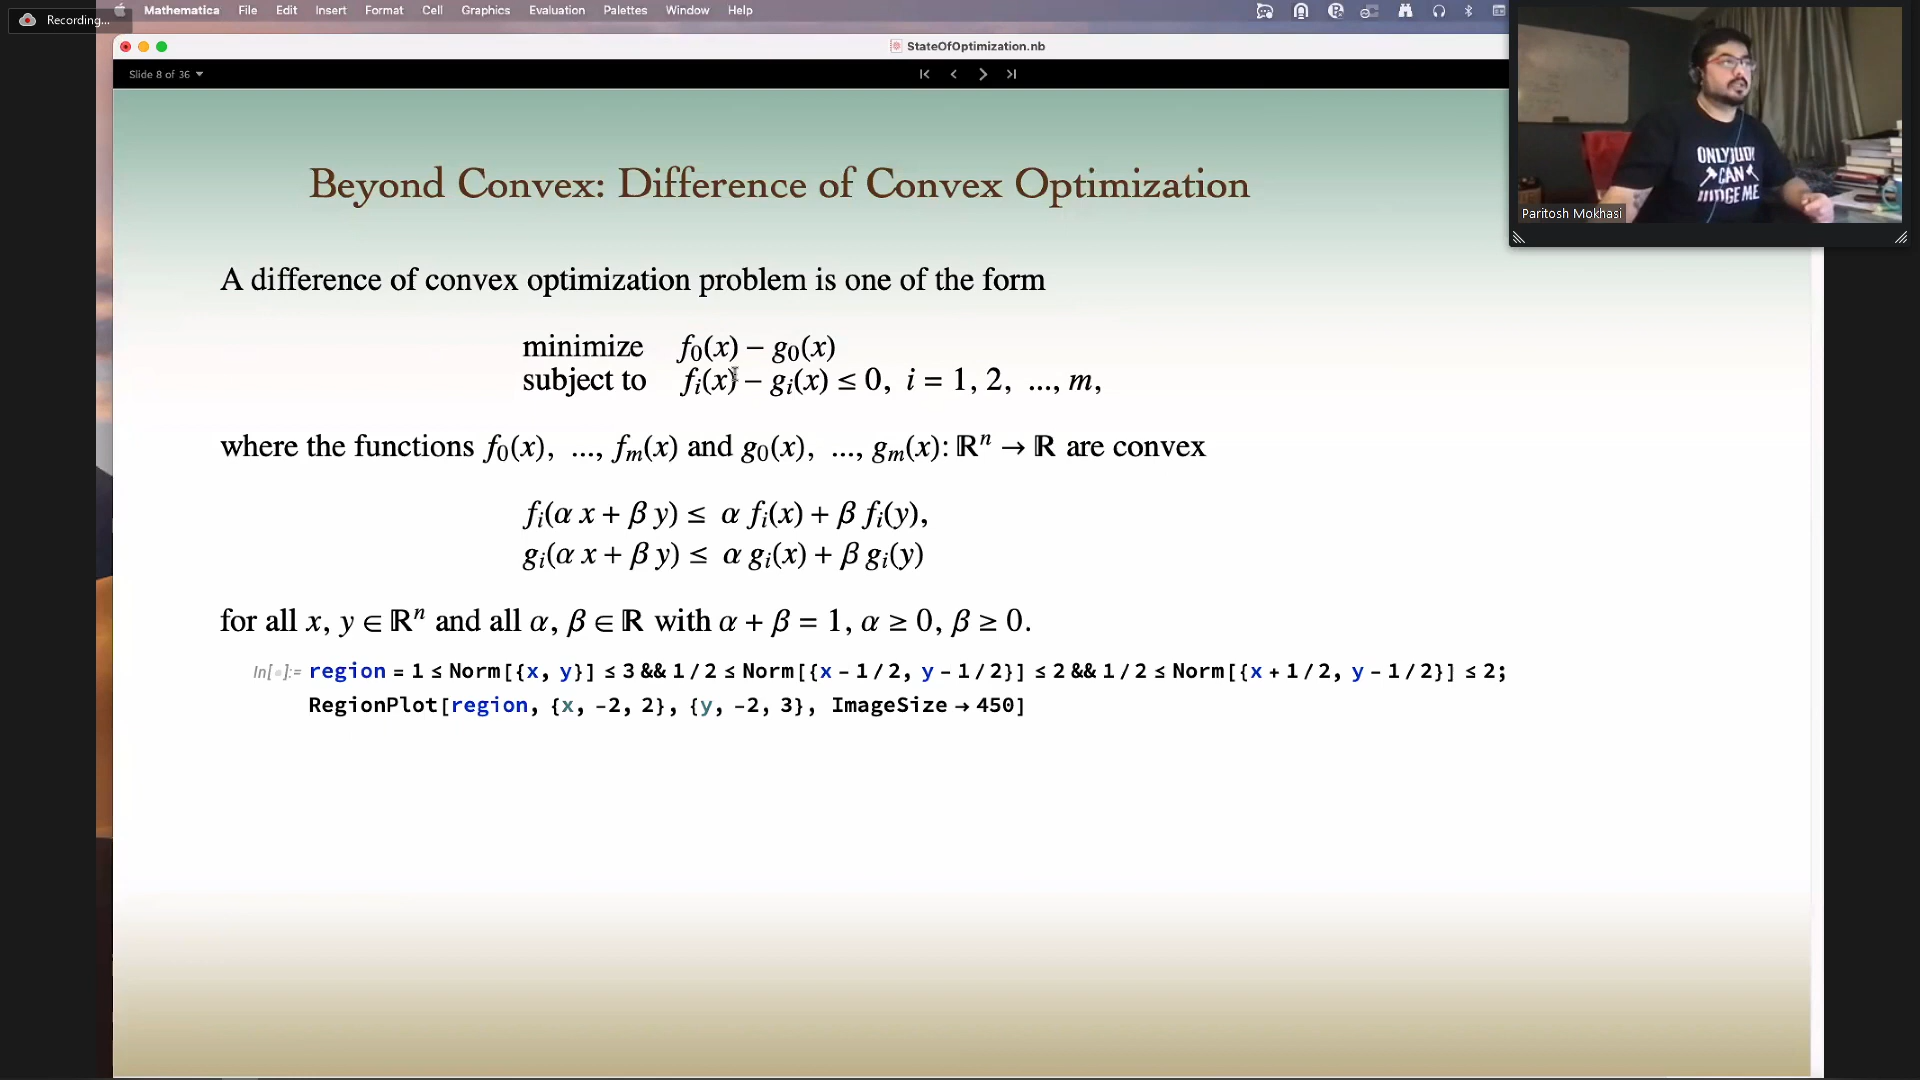 Recording...
Mathematica File Edit Insert Format Cell Graphics Evaluation Palettes Window Help
StateOfOptimization.nb
Slide 8 of 36
Beyond Convex: Difference of Convex Optimization
A difference of convex optimization problem is one of the form
minimize f₀(x) − g₀(x)
subject to fᵢ(x) − gᵢ(x) ≤ 0, i = 1, 2, ..., m,
where the functions f₀(x), ..., fₘ(x) and g₀(x), ..., gₘ(x): ℝⁿ → ℝ are convex
fᵢ(α x + β y) ≤ α fᵢ(x) + β fᵢ(y),
gᵢ(α x + β y) ≤ α gᵢ(x) + β gᵢ(y)
for all x, y ∈ ℝⁿ and all α, β ∈ ℝ with α + β = 1, α ≥ 0, β ≥ 0.
In[▪]:= region = 1 ≤ Norm[{x, y}] ≤ 3 && 1 / 2 ≤ Norm[{x - 1 / 2, y - 1 / 2}] ≤ 2 && 1 / 2 ≤ Norm[{x + 1 / 2, y - 1 / 2}] ≤ 2;
RegionPlot[region, {x, -2, 2}, {y, -2, 3}, ImageSize → 450]
ONLY JUDY
CAN
JUDGE ME
Paritosh Mokhasi